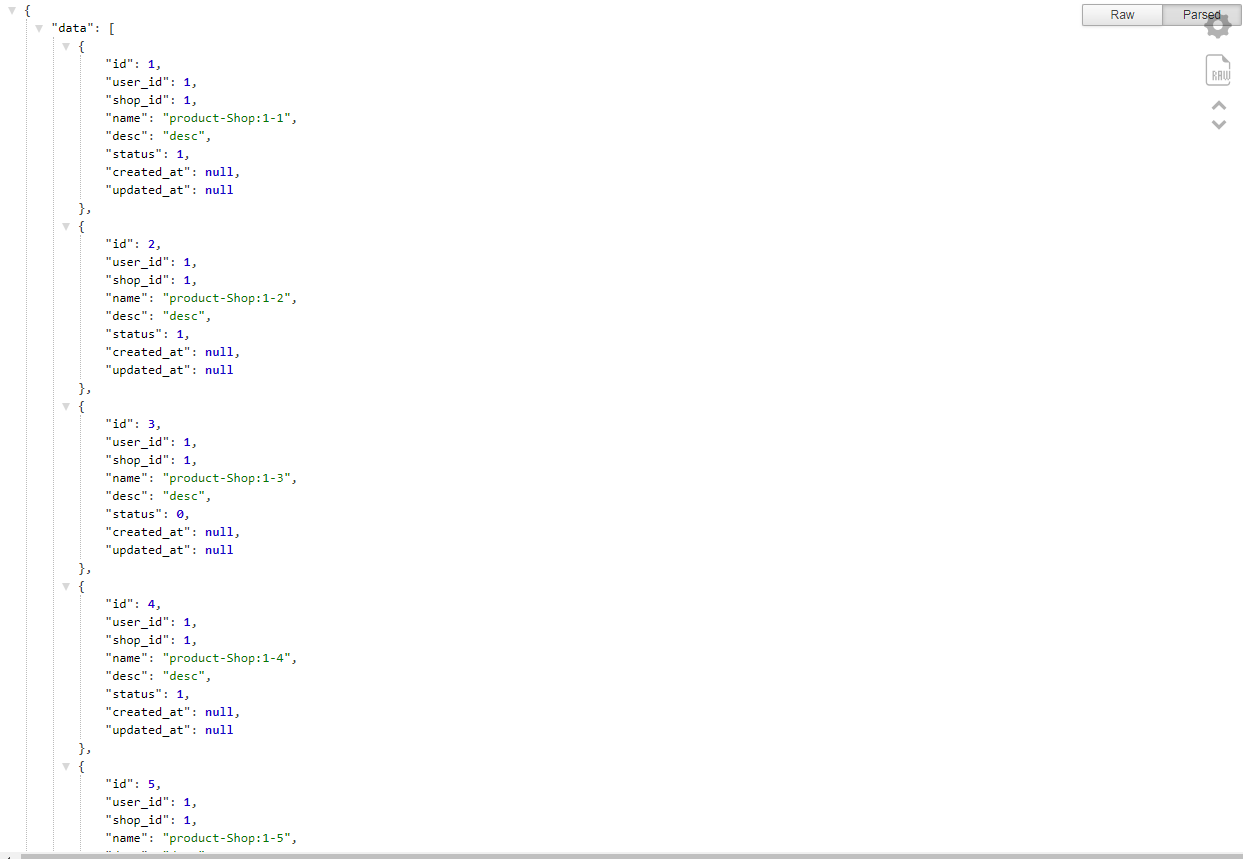 {
"data": [
{
"id": 1,
"user_id": 1,
"shop_id": 1,
"name": "product-Shop:1-1",
"desc": "desc",
"status": 1,
"created_at": null,
"updated_at": null
},
{
"id": 2,
"user_id": 1,
"shop_id": 1,
"name": "product-Shop:1-2",
"desc": "desc",
"status": 1,
"created_at": null,
"updated_at": null
},
{
"id": 3,
"user_id": 1,
"shop_id": 1,
"name": "product-Shop:1-3",
"desc": "desc",
"status": 0,
"created_at": null,
"updated_at": null
},
{
"id": 4,
"user_id": 1,
"shop_id": 1,
"name": "product-Shop:1-4",
"desc": "desc",
"status": 1,
"created_at": null,
"updated_at": null
},
{
"id": 5,
"user_id": 1,
"shop_id": 1,
"name": "product-Shop:1-5",
Raw Parsed
RAW